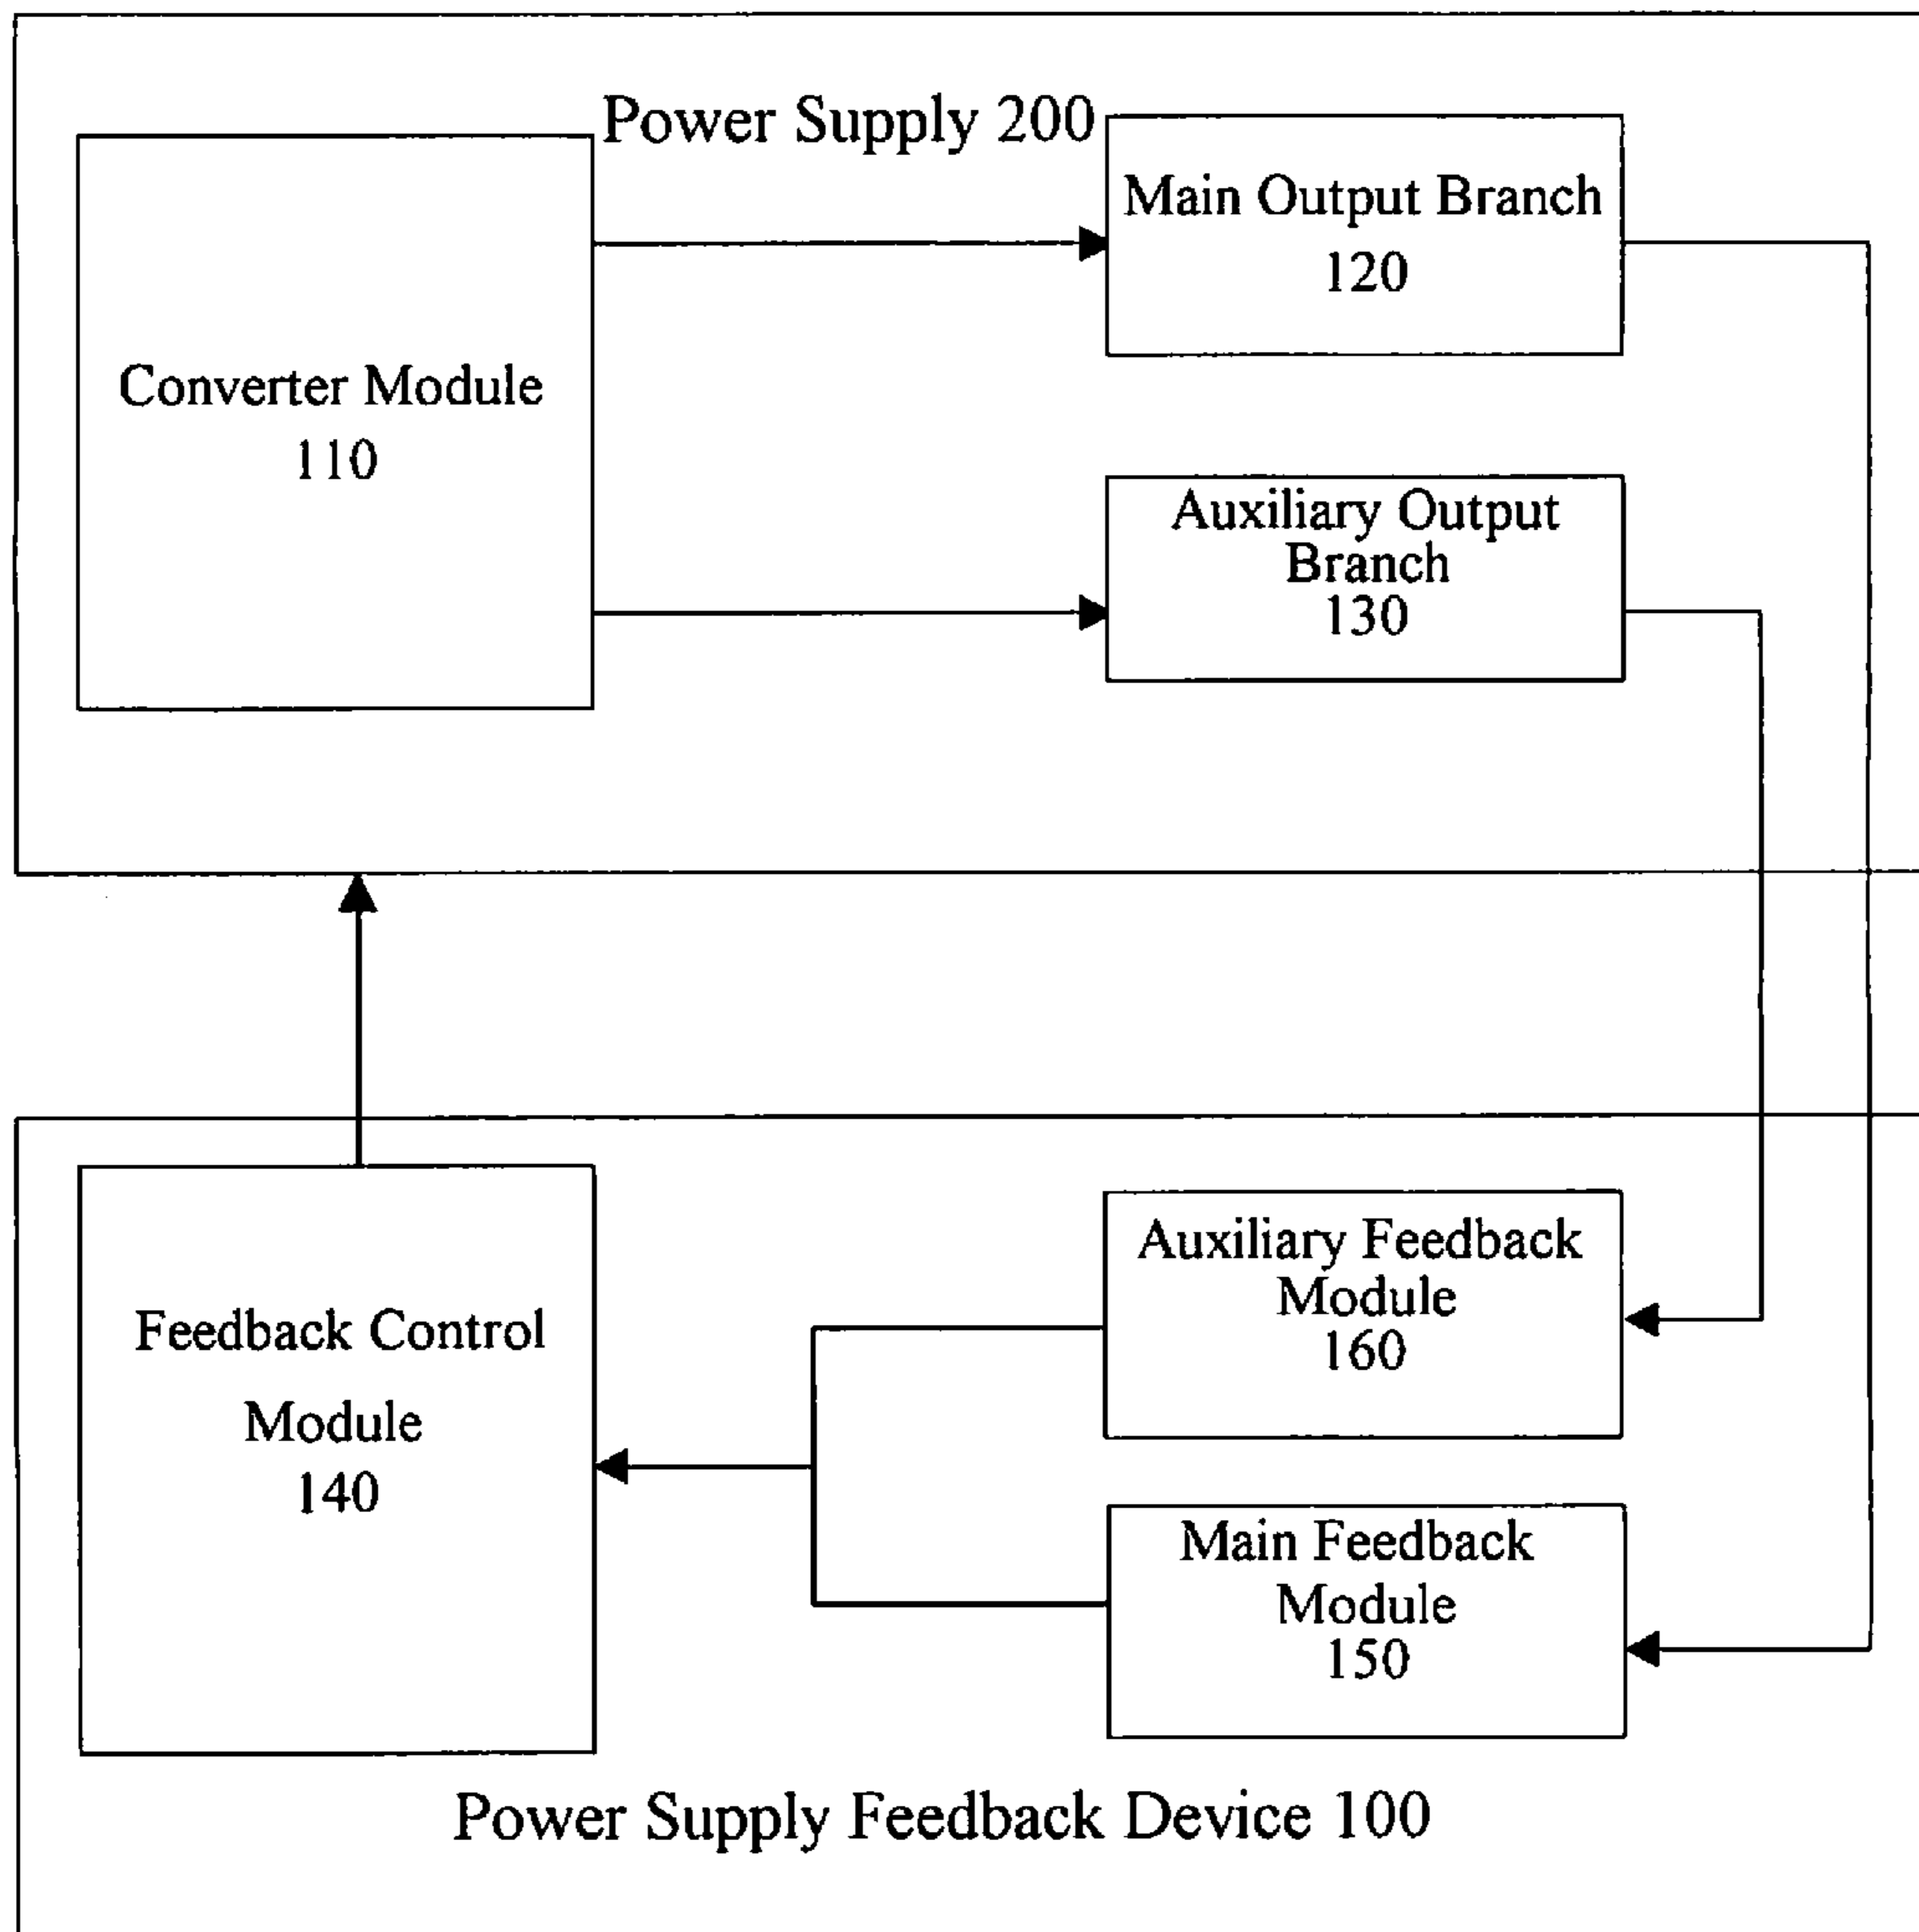 Power Supply 200
Main Output Branch
120
Converter Module
110
Auxiliary Output
Branch
130
Auxiliary Feedback
Module
160
Feedback Control
Module
140
Main Feedback
Module
150
Power Supply Feedback Device 100